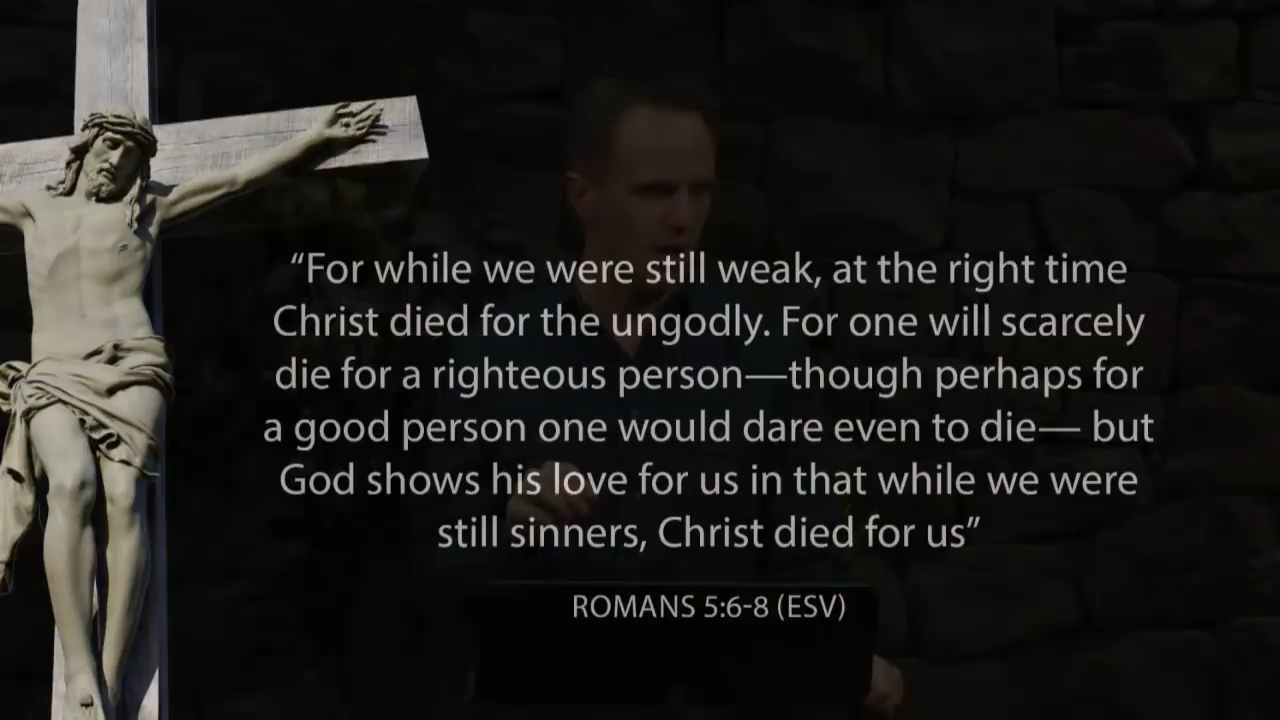 “For while we were still weak, at the right time
Christ died for the ungodly. For one will scarcely
die for a righteous person—though perhaps for
a good person one would dare even to die— but
God shows his love for us in that while we were
still sinners, Christ died for us”
ROMANS 5:6-8 (ESV)